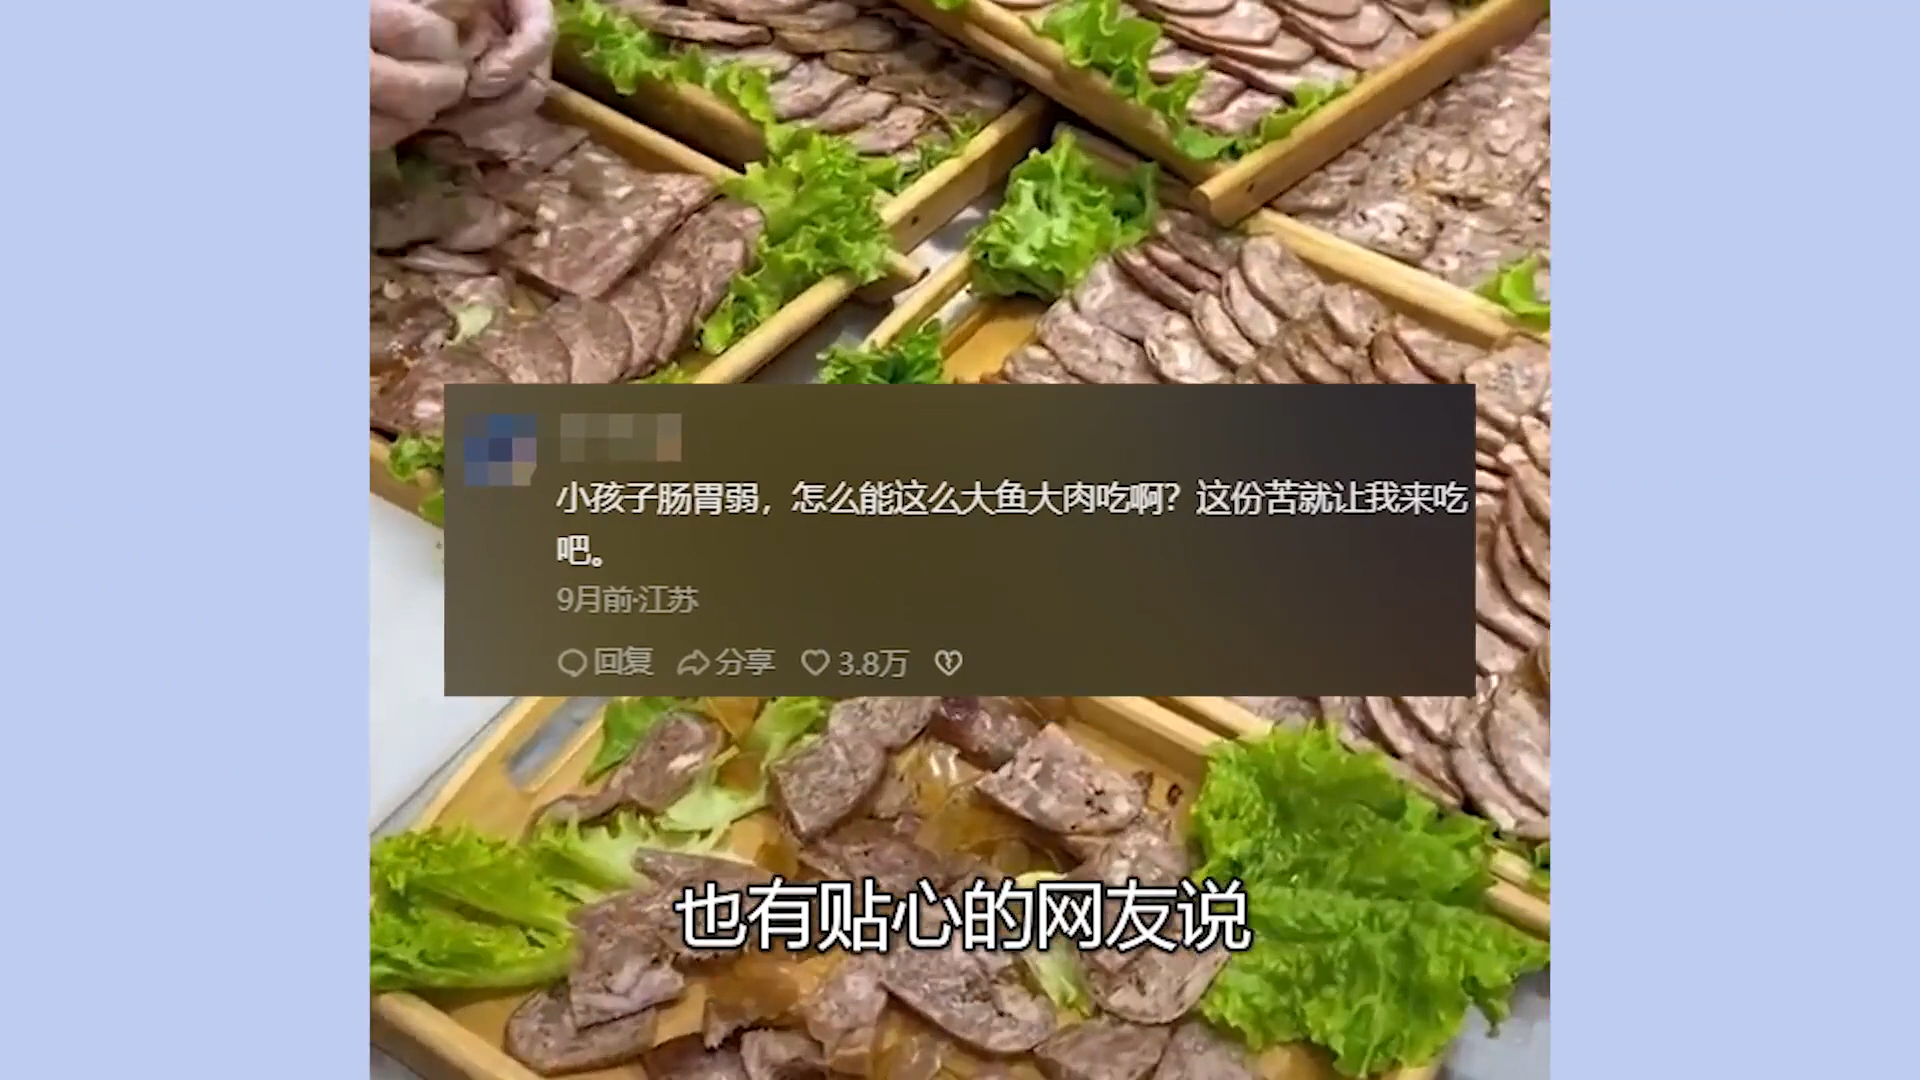 小孩子肠胃弱，怎么能这么大鱼大肉吃啊？这份苦就让我来吃
吧。
9月前·江苏
回复 分享 3.8万
也有贴心的网友说